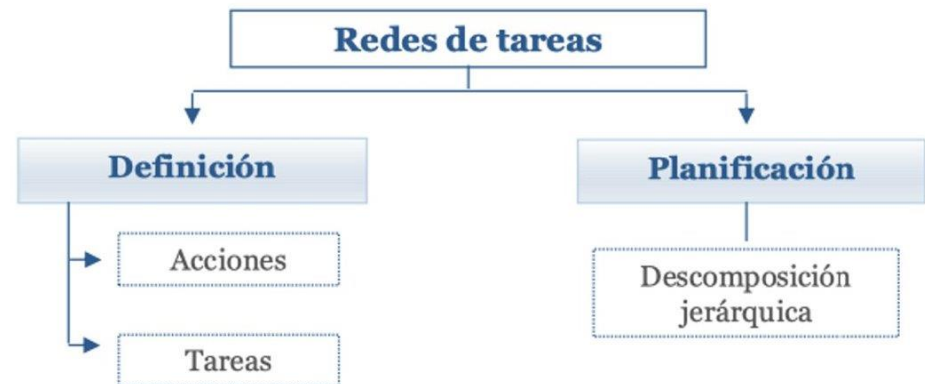 Redes de tareas
Definición
Planificación
Acciones
Tareas
Descomposición
jerárquica